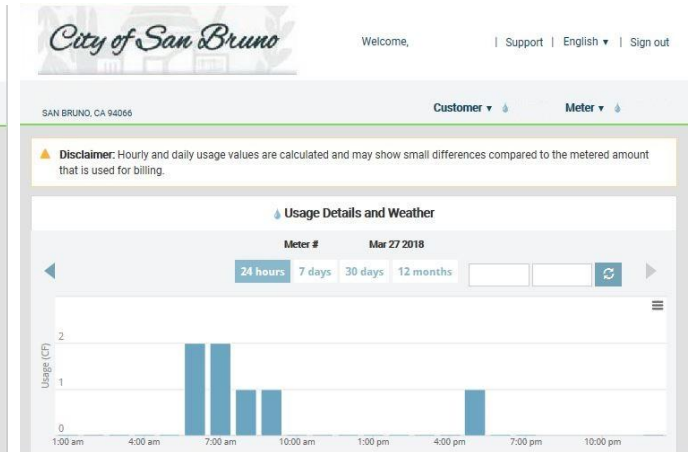 City of San Bruno
Welcome, | Support | English ▾ | Sign out
SAN BRUNO, CA 94066 Customer ▾ Meter ▾
Disclaimer: Hourly and daily usage values are calculated and may show small differences compared to the metered amount
that is used for billing.
Usage Details and Weather
Meter # Mar 27 2018
24 hours 7 days 30 days 12 months
Usage (CF)
2
1
0
1:00 am 4:00 am 7:00 am 10:00 am 1:00 pm 4:00 pm 7:00 pm 10:00 pm